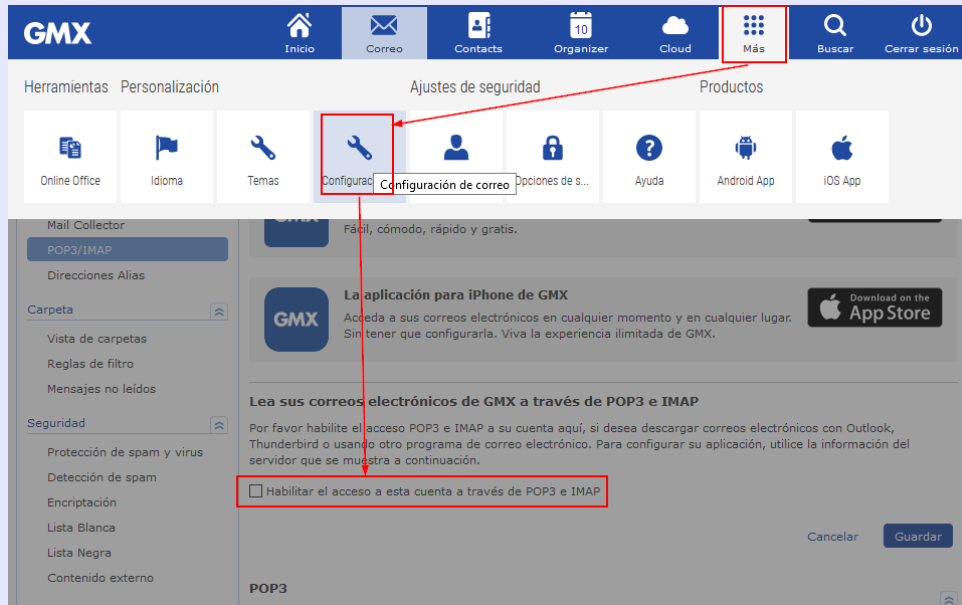 GMX
Inicio
Correo
Contacts
10
Organizer
Cloud
Más
Buscar
Cerrar sesión
Herramientas
Personalización
Ajustes de seguridad
Productos
Online Office
Idioma
Temas
Configurac
Configuración de correo
Opciones de s...
Ayuda
Android App
iOS App
Mail Collector
POP3/IMAP
Direcciones Alias
Carpeta
Vista de carpetas
Reglas de filtro
Mensajes no leídos
Seguridad
Protección de spam y virus
Detección de spam
Encriptación
Lista Blanca
Lista Negra
Contenido externo
Fácil, cómodo, rápido y gratis.
GMX
La aplicación para iPhone de GMX
Acceda a sus correos electrónicos en cualquier momento y en cualquier lugar.
Sin tener que configurarla. Viva la experiencia ilimitada de GMX.
Download on the
App Store
Lea sus correos electrónicos de GMX a través de POP3 e IMAP
Por favor habilite el acceso POP3 e IMAP a su cuenta aquí, si desea descargar correos electrónicos con Outlook,
Thunderbird o usando otro programa de correo electrónico. Para configurar su aplicación, utilice la información del
servidor que se muestra a continuación.
Habilitar el acceso a esta cuenta a través de POP3 e IMAP
Cancelar
Guardar
POP3